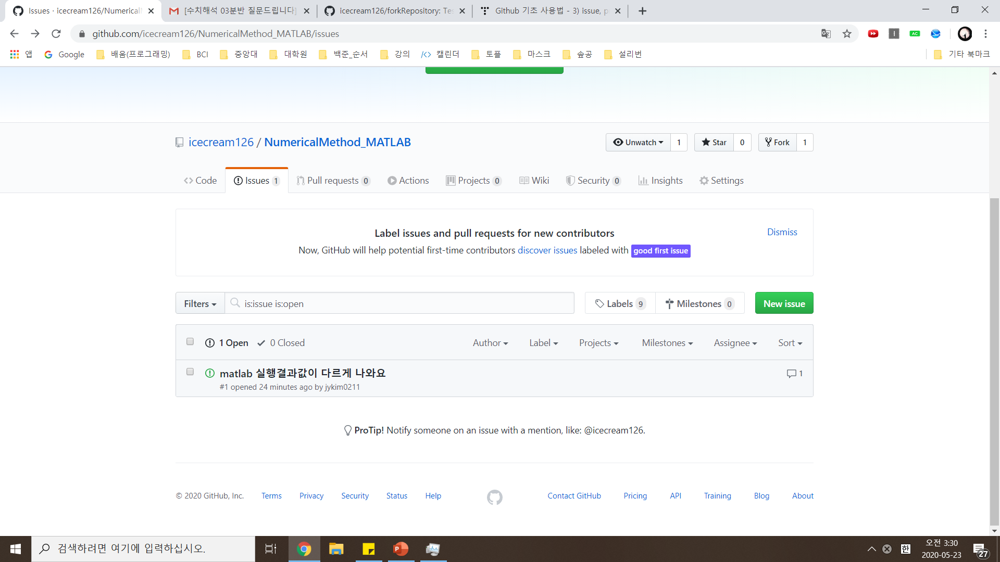 Issues · icecream126/Numerical
[수치해석 03분반 질문드립니다]
icecream126/forkRepository: Tes
Github 기초 사용법 - 3) issue, p
github.com/icecream126/NumericalMethod_MATLAB/issues
앱 Google 배움(프로그래밍) BCI 중앙대 대학원 백준_순서 강의 캘린더 토플 마스크 숲공 설리번 기타 북마크
icecream126 / NumericalMethod_MATLAB
Unwatch 1 Star 0 Fork 1
Code Issues 1 Pull requests 0 Actions Projects 0 Wiki Security 0 Insights Settings
Label issues and pull requests for new contributors
Dismiss
Now, GitHub will help potential first-time contributors discover issues labeled with good first issue
Filters is:issue is:open Labels 9 Milestones 0 New issue
1 Open 0 Closed Author Label Projects Milestones Assignee Sort
matlab 실행결과값이 다르게 나와요 1
#1 opened 24 minutes ago by jykim0211
ProTip! Notify someone on an issue with a mention, like: @icecream126.
© 2020 GitHub, Inc. Terms Privacy Security Status Help Contact GitHub Pricing API Training Blog About
검색하려면 여기에 입력하십시오.
한
오전 3:30
2020-05-23
27